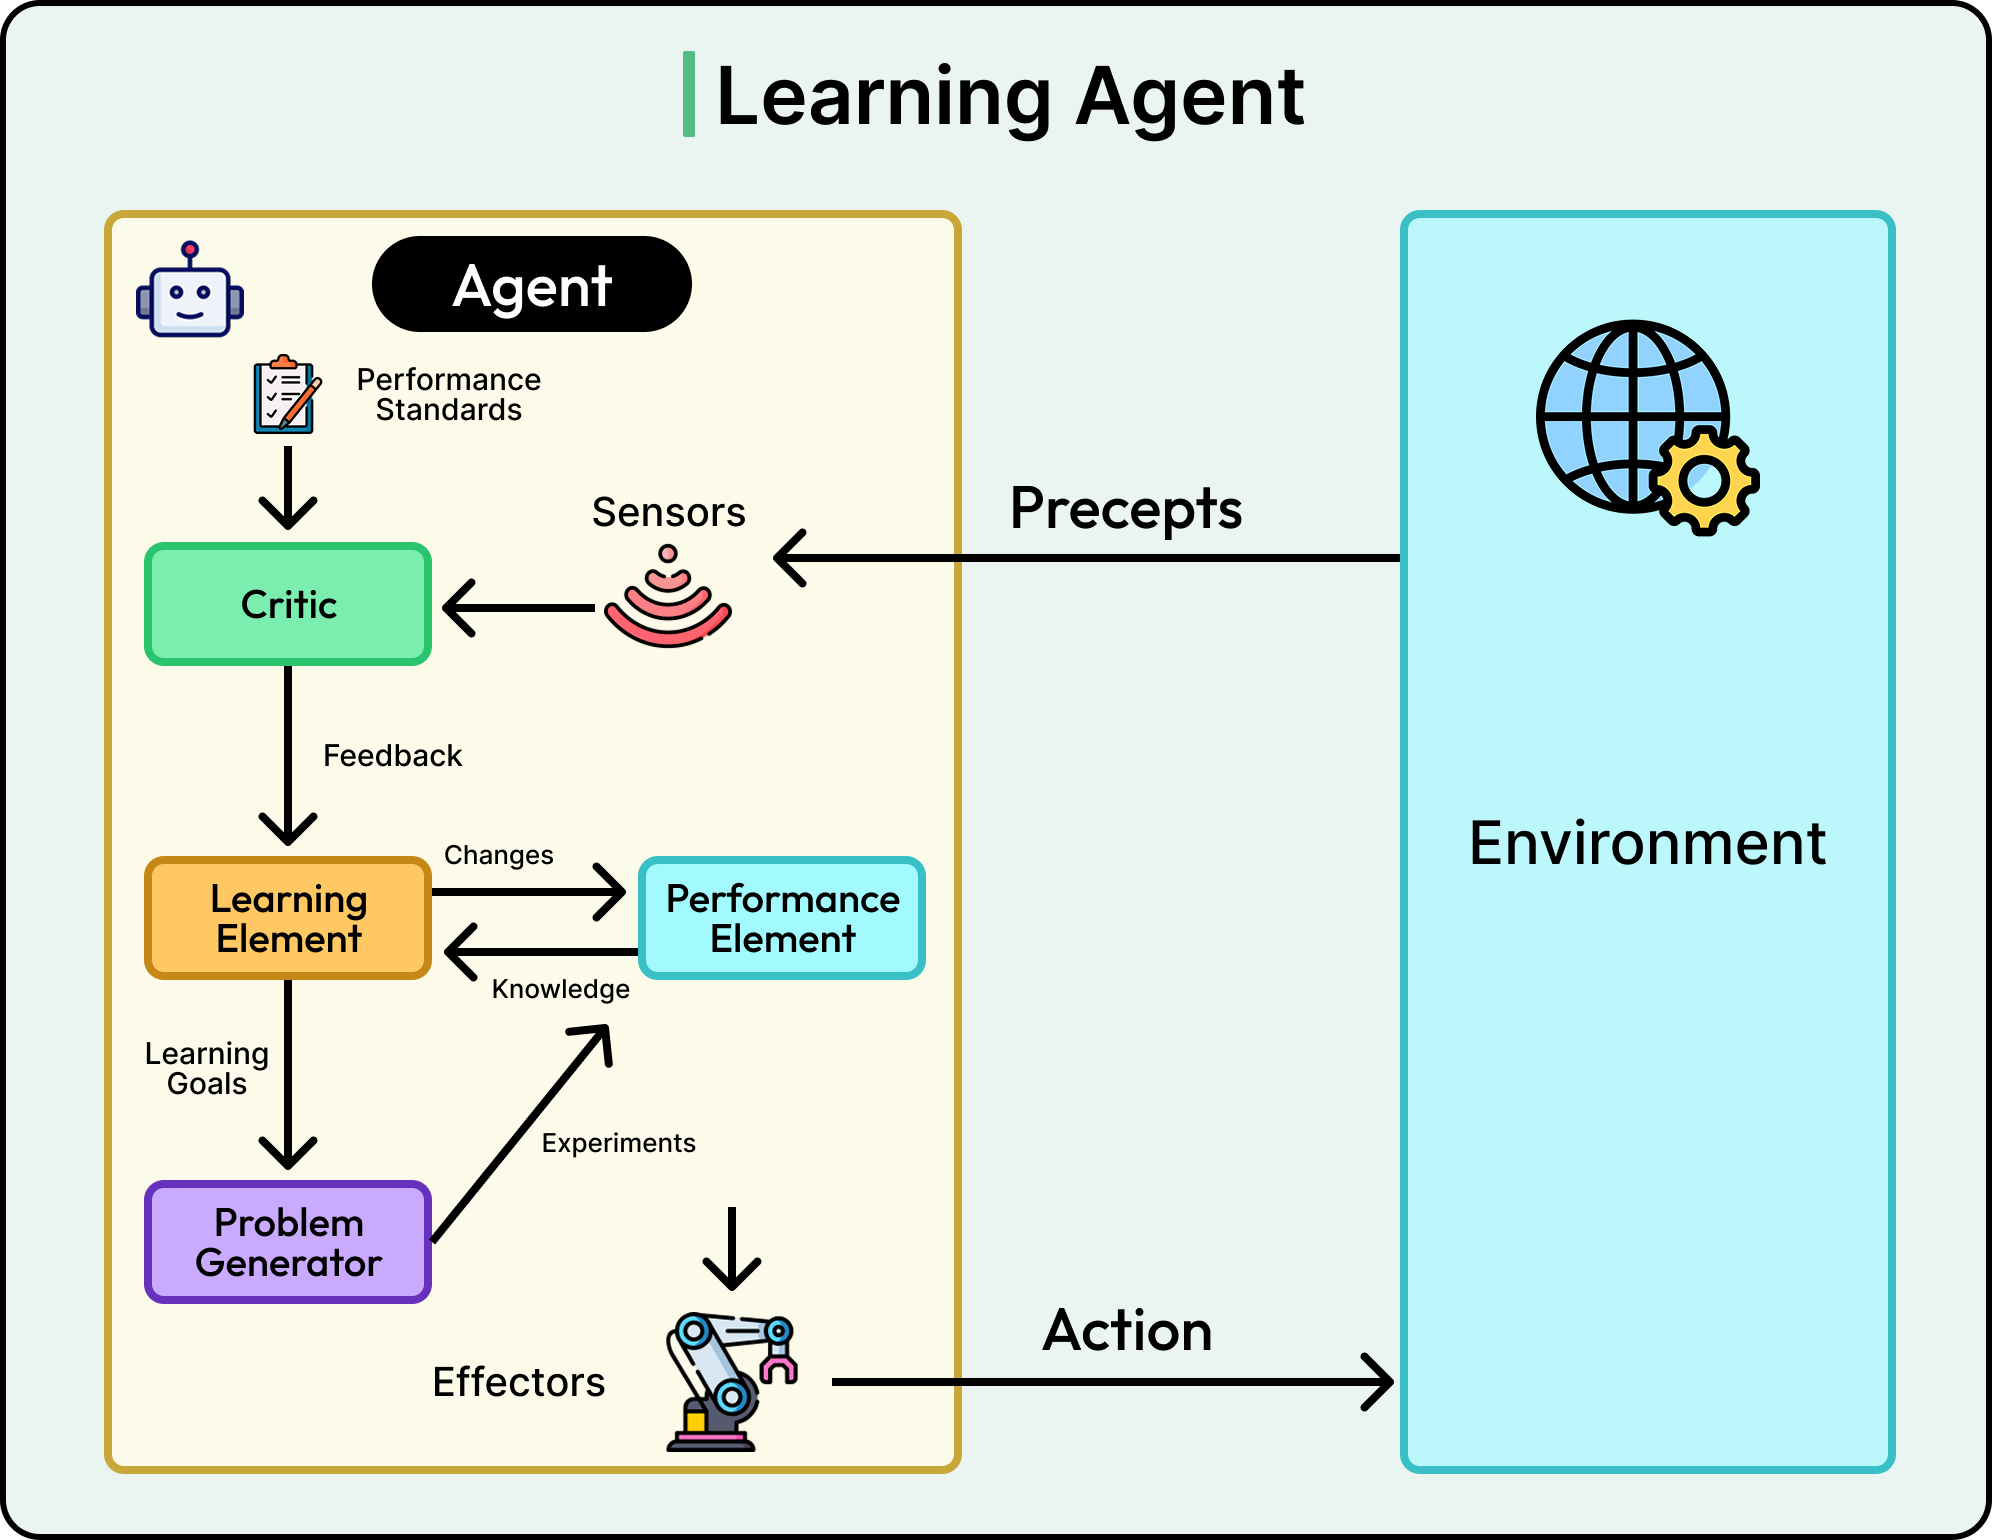 Learning Agent
Agent
Performance
Standards
Sensors
Precepts
Critic
Feedback
Environment
Changes
Learning
Element
Performance
Element
Knowledge
Learning
Goals
Experiments
Problem
Generator
Action
Effectors